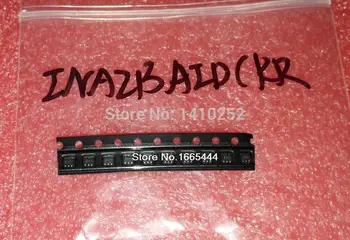 INA213AIDCKR
Store No: 1410252
Store No: 1665444